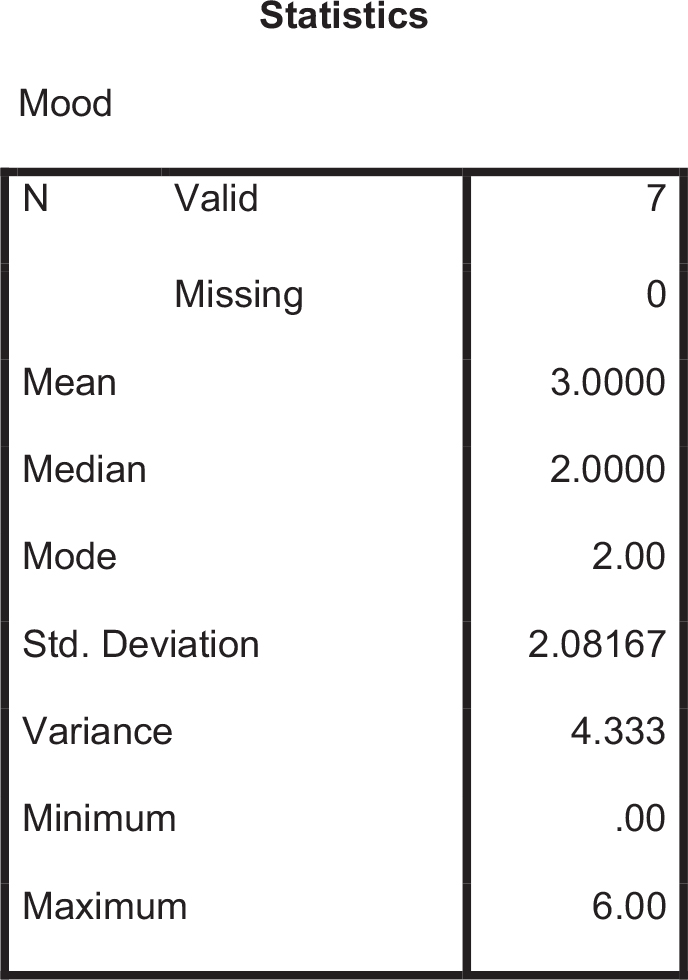 Statistics
Mood
N Valid 7
Missing 0
Mean 3.0000
Median 2.0000
Mode 2.00
Std. Deviation 2.08167
Variance 4.333
Minimum .00
Maximum 6.00